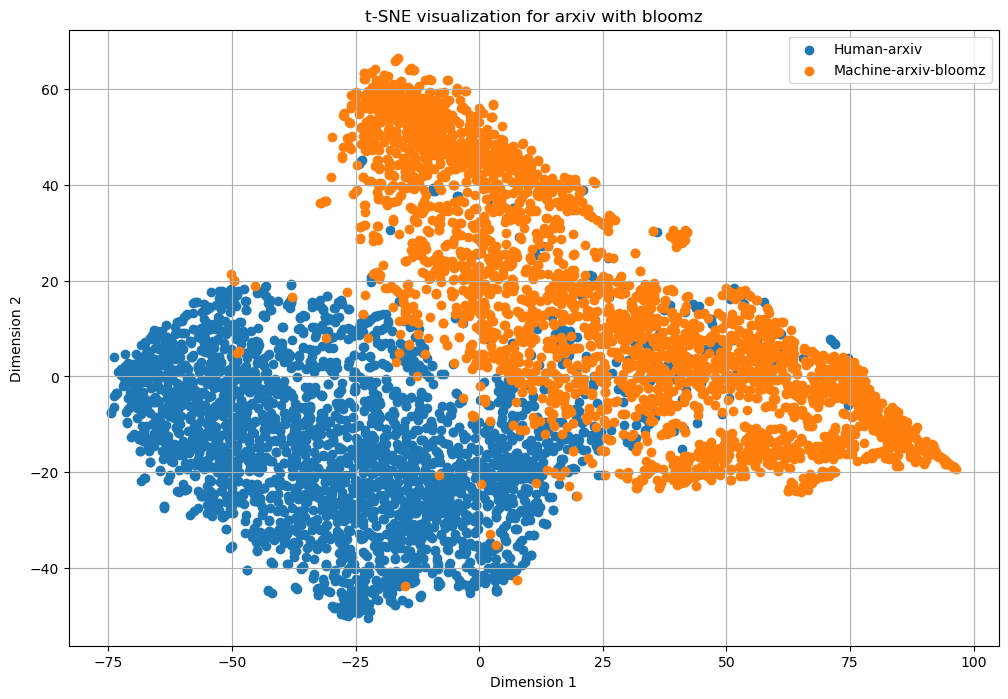 t-SNE visualization for arxiv with bloomz
Human-arxiv
Machine-arxiv-bloomz
60
40
20
0
−20
−40
Dimension 2
−75
−50
−25
0
25
50
75
100
Dimension 1